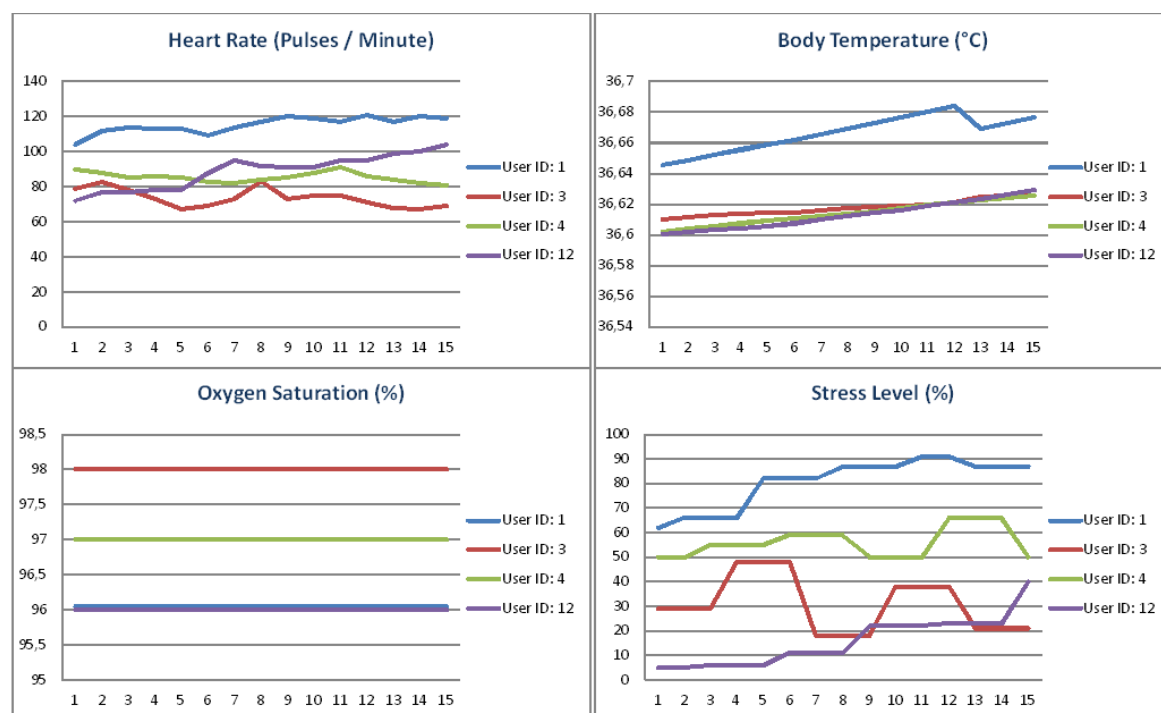 Heart Rate (Pulses / Minute)
140
120
100
80
60
40
20
0
1 2 3 4 5 6 7 8 9 10 11 12 13 14 15
User ID: 1
User ID: 3
User ID: 4
User ID: 12
Body Temperature (°C)
36,7
36,68
36,66
36,64
36,62
36,6
36,58
36,56
36,54
1 2 3 4 5 6 7 8 9 10 11 12 13 14 15
User ID: 1
User ID: 3
User ID: 4
User ID: 12
Oxygen Saturation (%)
98,5
98
97,5
97
96,5
96
95,5
95
1 2 3 4 5 6 7 8 9 10 11 12 13 14 15
User ID: 1
User ID: 3
User ID: 4
User ID: 12
Stress Level (%)
100
90
80
70
60
50
40
30
20
10
0
1 2 3 4 5 6 7 8 9 10 11 12 13 14 15
User ID: 1
User ID: 3
User ID: 4
User ID: 12